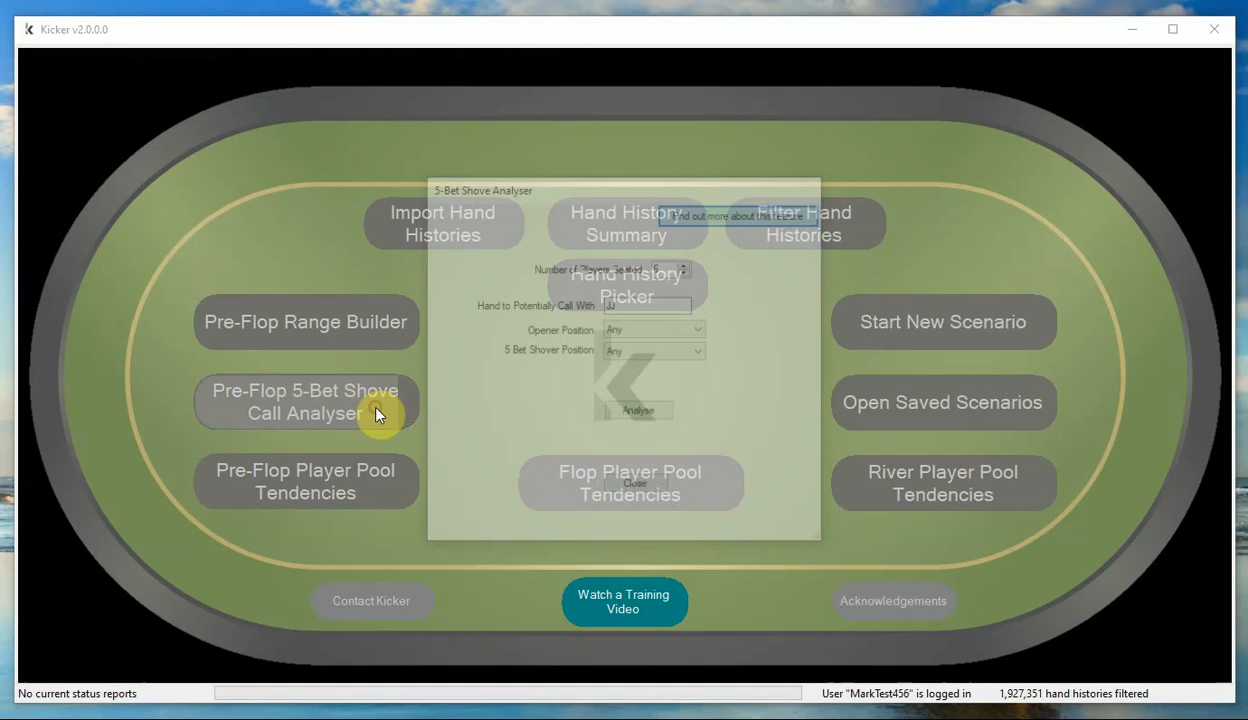 Kicker v2.0.0.0
5-Bet Shove Analyser
Import Hand
Histories
Hand History
Summary
Filter Hand
Histories
Find out more about this feature
Number of Players Seated 6
Hand History
Picker
Hand to Potentially Call With JJ
Opener Position Any
5 Bet Shover Position Any
Analyse
Close
Pre-Flop Range Builder
Start New Scenario
Pre-Flop 5-Bet Shove
Call Analyser
Open Saved Scenarios
Pre-Flop Player Pool
Tendencies
Flop Player Pool
Tendencies
River Player Pool
Tendencies
Contact Kicker
Watch a Training
Video
Acknowledgements
No current status reports
User "MarkTest456" is logged in
1,927,351 hand histories filtered